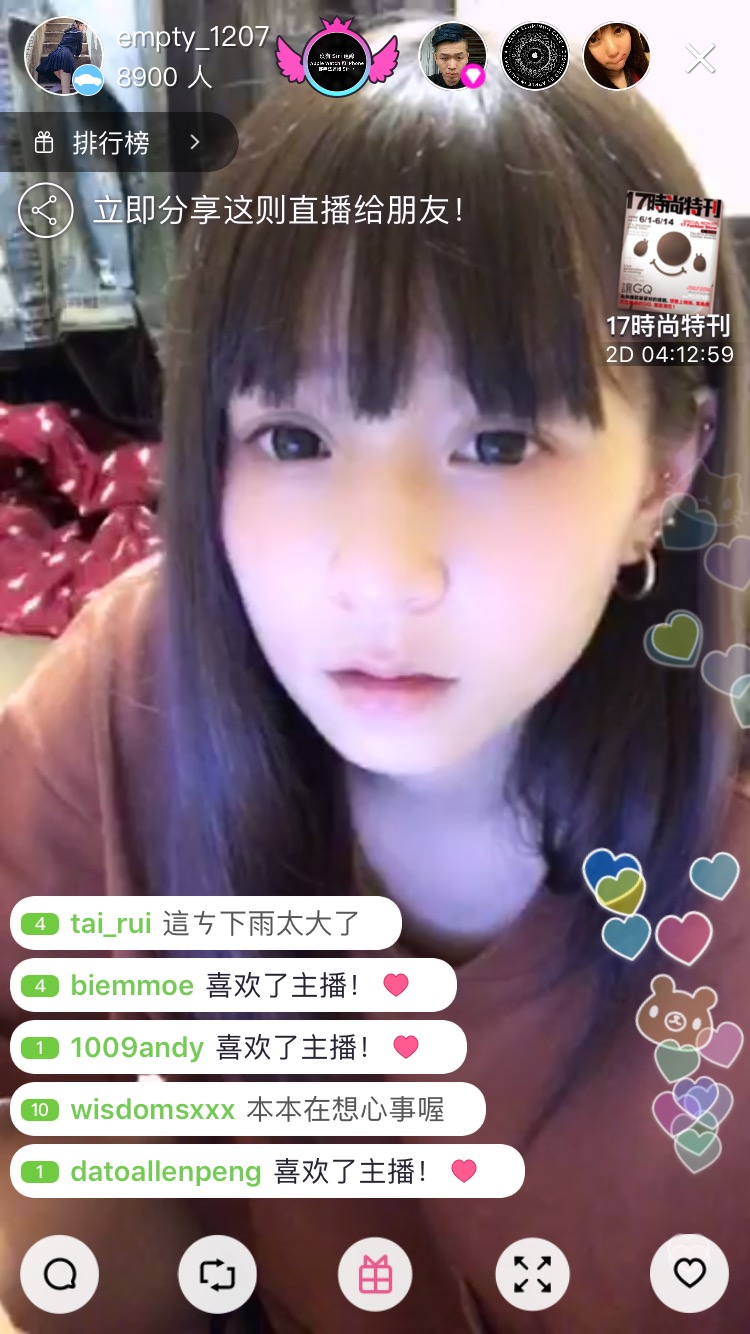 empty_1207
8900 人
排行榜
立即分享这则直播给朋友！
17時尚特刊
6/1-6/14
讓GQ
17時尚特刊
2D 04:12:59
4 tai_rui 這ㄘ下雨太大了
4 biemmoe 喜欢了主播！
1 1009andy 喜欢了主播！
10 wisdomsxxx 本本在想心事喔
1 datoallenpeng 喜欢了主播！